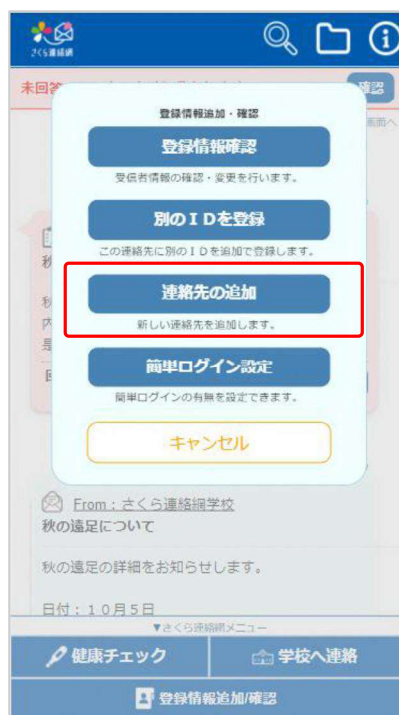 さくら連絡網
未回答
確認
画面へ
登録情報追加・確認
登録情報確認
受信者情報の確認・変更を行います。
別のＩＤを登録
この連絡先に別のＩＤを追加で登録します。
連絡先の追加
新しい連絡先を追加します。
簡単ログイン設定
簡単ログインの有無を設定できます。
キャンセル
秋
秋
内
是
From：さくら連絡網学校
秋の遠足について
秋の遠足の詳細をお知らせします。
日付：１０月５日
▼さくら連絡網メニュー
健康チェック
学校へ連絡
登録情報追加/確認